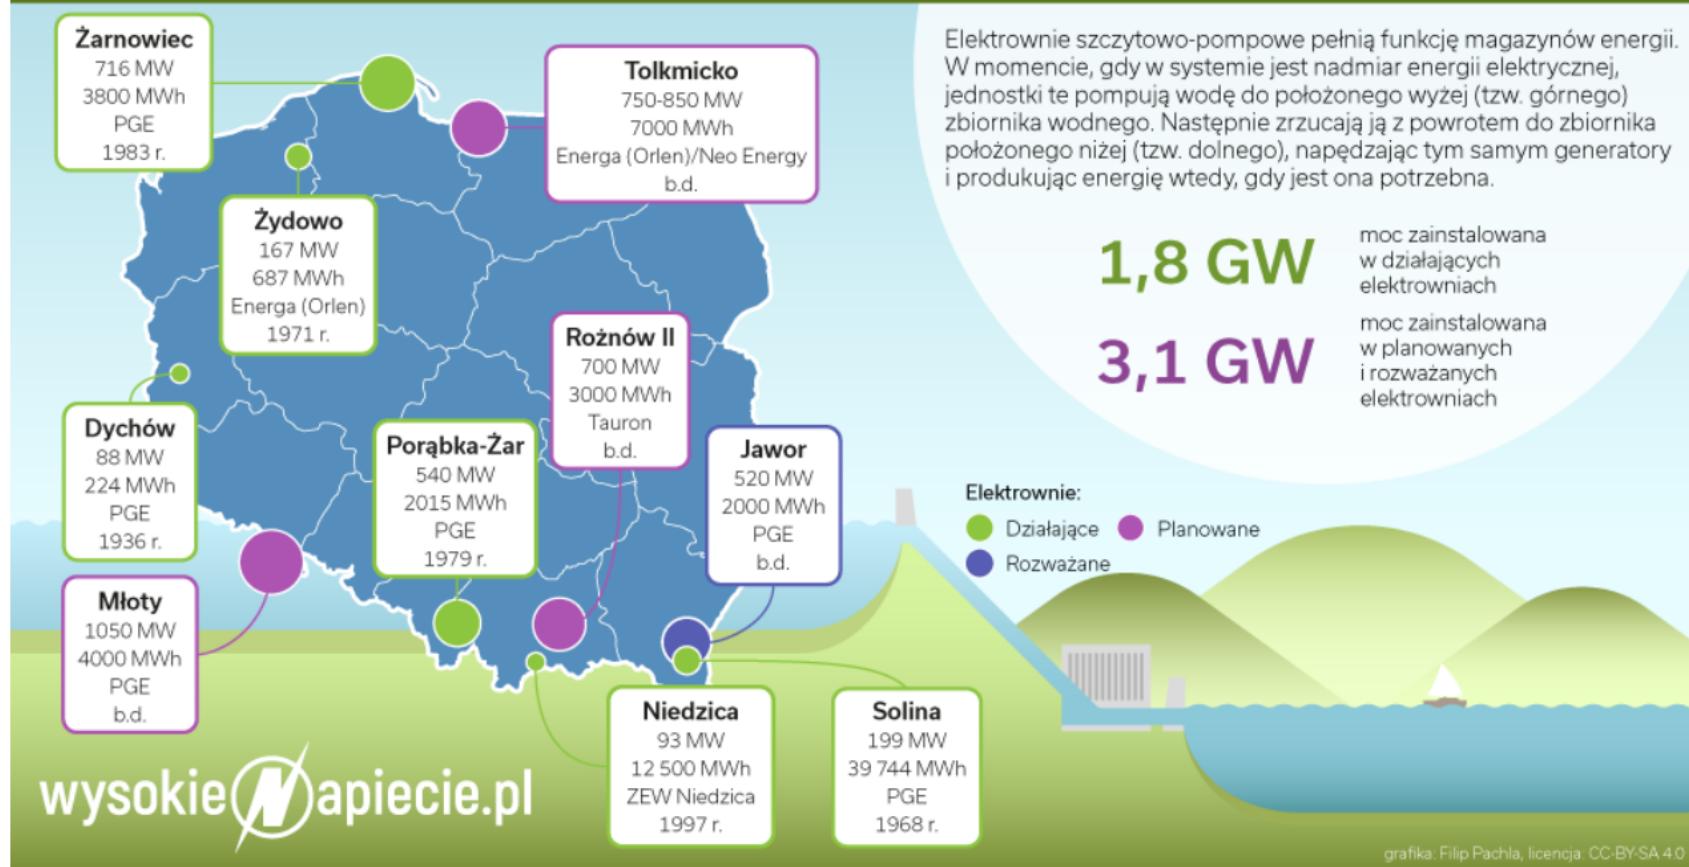 Żarnowiec
716 MW
3800 MWh
PGE
1983 r.
Tolkmicko
750-850 MW
7000 MWh
Energa (Orlen)/Neo Energy
b.d.
Żydowo
167 MW
687 MWh
Energa (Orlen)
1971 r.
Rożnów II
700 MW
3000 MWh
Tauron
b.d.
Dychów
88 MW
224 MWh
PGE
1936 r.
Porąbka-Żar
540 MW
2015 MWh
PGE
1979 r.
Jawor
520 MW
2000 MWh
PGE
b.d.
Młoty
1050 MW
4000 MWh
PGE
b.d.
Niedzica
93 MW
12 500 MWh
ZEW Niedzica
1997 r.
Solina
199 MW
39 744 MWh
PGE
1968 r.
Elektrownie szczytowo-pompowe pełnią funkcję magazynów energii.
W momencie, gdy w systemie jest nadmiar energii elektrycznej,
jednostki te pompują wodę do położonego wyżej (tzw. górnego)
zbiornika wodnego. Następnie zrzucają ją z powrotem do zbiornika
położonego niżej (tzw. dolnego), napędzając tym samym generatory
i produkując energię wtedy, gdy jest ona potrzebna.
1,8 GW
moc zainstalowana
w działających
elektrowniach
3,1 GW
moc zainstalowana
w planowanych
i rozważanych
elektrowniach
Elektrownie:
Działające
Planowane
Rozważane
wysokieNapiecie.pl
grafika: Filip Pachla, licencja: CC-BY-SA 4.0